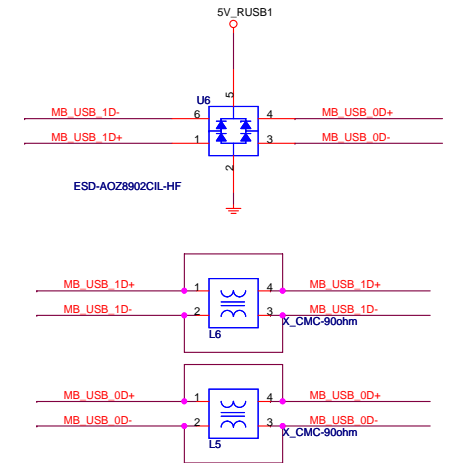 5V_RUSB1
5
U6
MB_USB_1D- 6 4 MB_USB_0D+
MB_USB_1D+ 1 3 MB_USB_0D-
2
ESD-AOZ8902CIL-HF
MB_USB_1D+ 1 4 MB_USB_1D+
MB_USB_1D- 2 3 MB_USB_1D-
L6 X_CMC-90ohm
MB_USB_0D+ 1 4 MB_USB_0D+
MB_USB_0D- 2 3 MB_USB_0D-
L5 X_CMC-90ohm